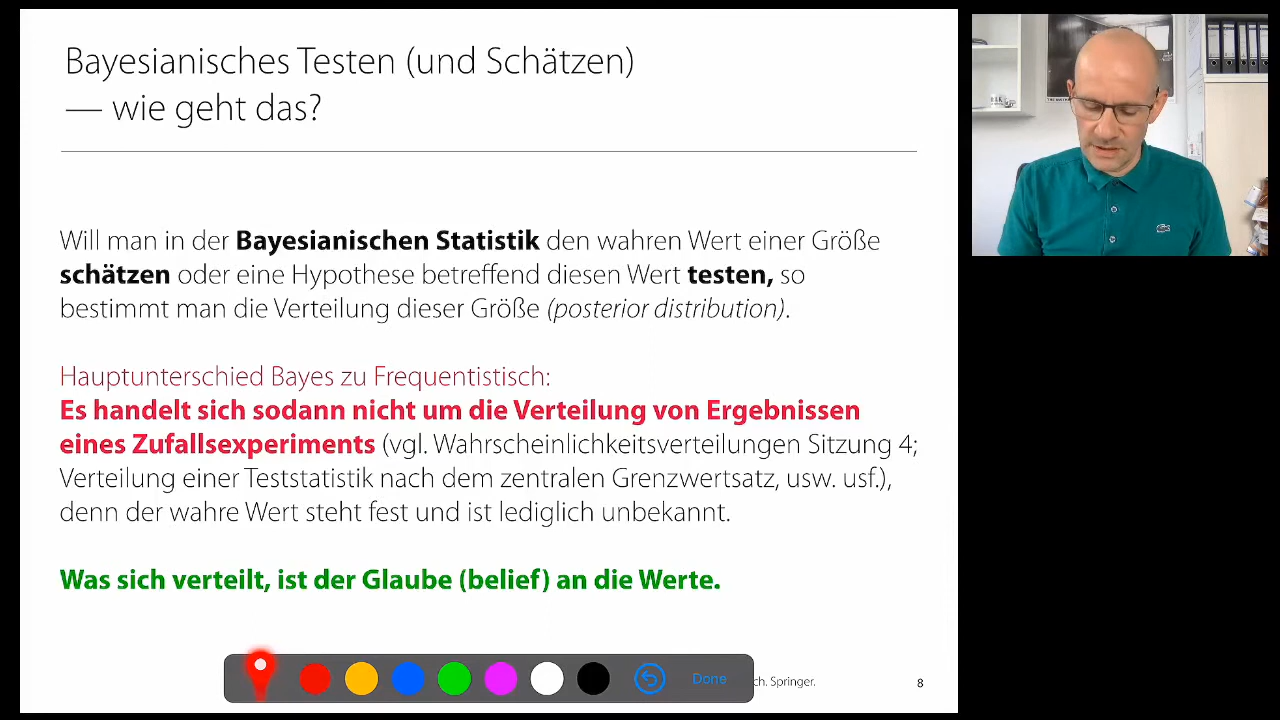 Bayesianisches Testen (und Schätzen)
— wie geht das?
Will man in der Bayesianischen Statistik den wahren Wert einer Größe
schätzen oder eine Hypothese betreffend diesen Wert testen, so
bestimmt man die Verteilung dieser Größe (posterior distribution).
Hauptunterschied Bayes zu Frequentistisch:
Es handelt sich sodann nicht um die Verteilung von Ergebnissen
eines Zufallsexperiments (vgl. Wahrscheinlichkeitsverteilungen Sitzung 4;
Verteilung einer Teststatistik nach dem zentralen Grenzwertsatz, usw. usf.),
denn der wahre Wert steht fest und ist lediglich unbekannt.
Was sich verteilt, ist der Glaube (belief) an die Werte.
Done
ch. Springer.
8